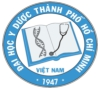 ĐẠI HỌC Y DƯỢC THÀNH PHỐ HỒ CHÍ MINH
VIỆT NAM
• 1947 •